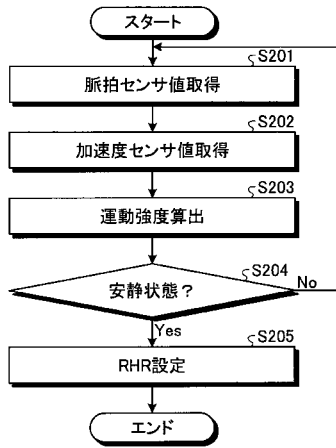 スタート
S201
脈拍センサ値取得
S202
加速度センサ値取得
S203
運動強度算出
S204
安静状態？
No
Yes
S205
RHR設定
エンド